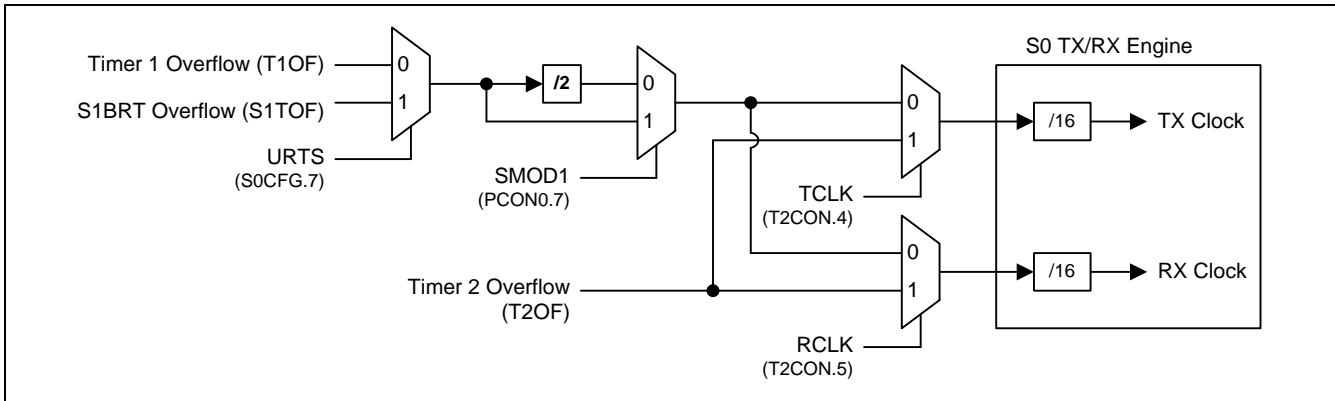 S0 TX/RX Engine
Timer 1 Overflow (T1OF)
0
S1BRT Overflow (S1TOF)
1
URTS
(S0CFG.7)
/2
0
1
SMOD1
(PCON0.7)
0
1
TCLK
(T2CON.4)
/16
TX Clock
Timer 2 Overflow
(T2OF)
0
1
RCLK
(T2CON.5)
/16
RX Clock